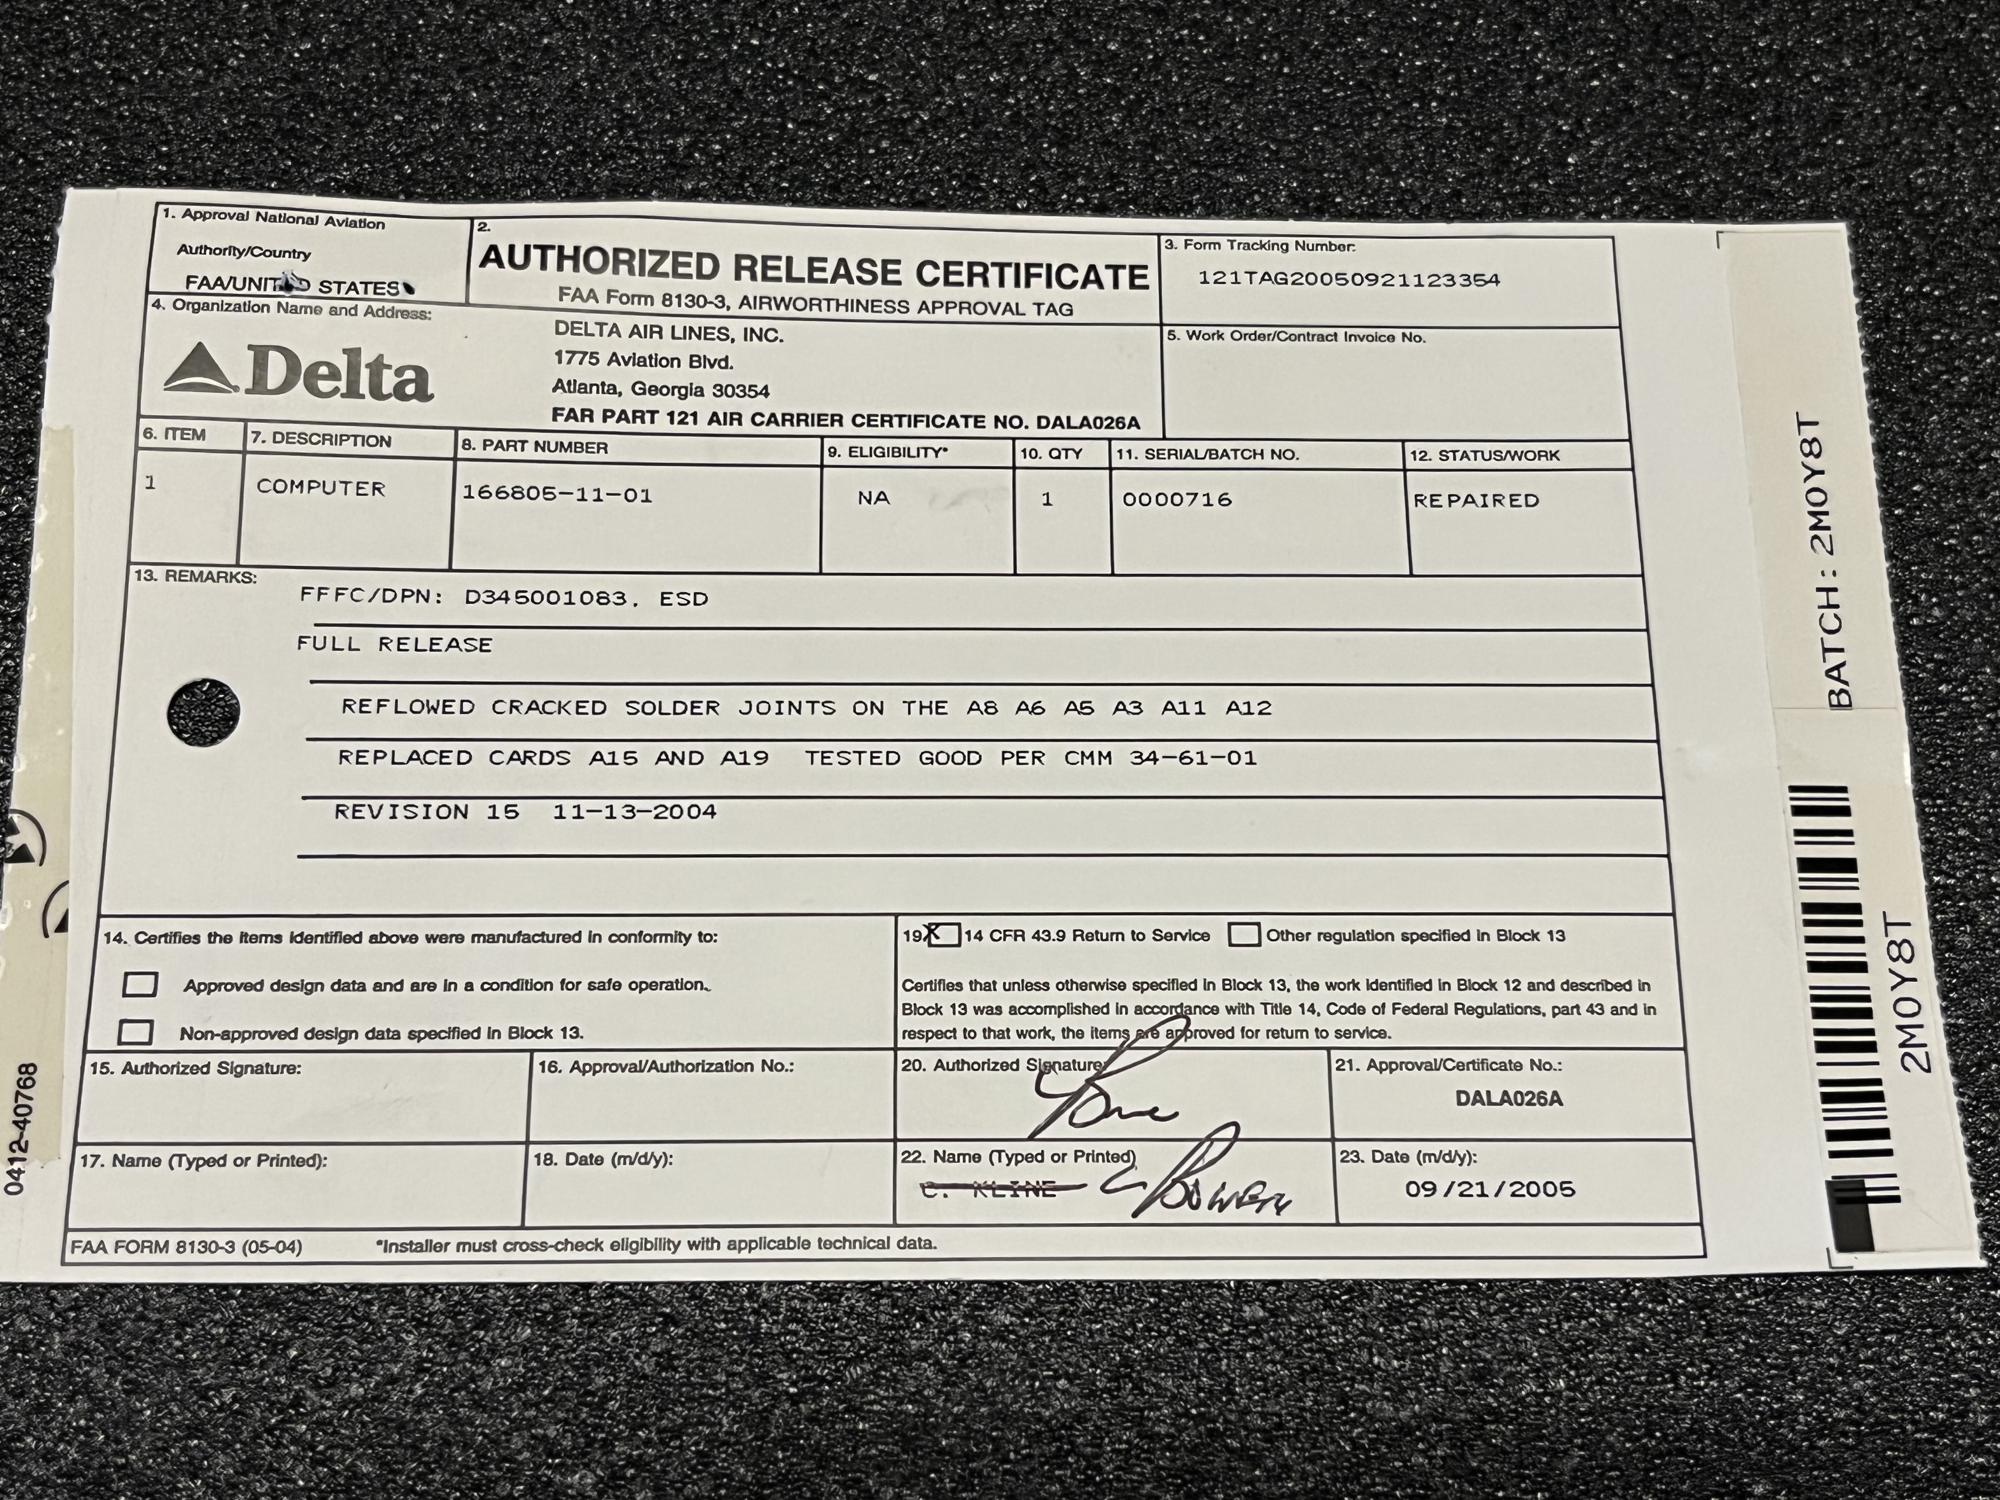 1. Approval National Aviation
Authority/Country
FAA/UNITED STATES
2.
AUTHORIZED RELEASE CERTIFICATE
FAA Form 8130-3, AIRWORTHINESS APPROVAL TAG
3. Form Tracking Number:
121TAG20050921123354
4. Organization Name and Address:
Delta
DELTA AIR LINES, INC.
1775 Aviation Blvd.
Atlanta, Georgia 30354
FAR PART 121 AIR CARRIER CERTIFICATE NO. DALA026A
5. Work Order/Contract Invoice No.
6. ITEM 7. DESCRIPTION 8. PART NUMBER 9. ELIGIBILITY* 10. QTY 11. SERIAL/BATCH NO. 12. STATUS/WORK
1 COMPUTER 166805-11-01 NA 1 0000716 REPAIRED
13. REMARKS:
FFFC/DPN: D345001083, ESD
FULL RELEASE
REFLOWED CRACKED SOLDER JOINTS ON THE A8 A6 A5 A3 A11 A12
REPLACED CARDS A15 AND A19 TESTED GOOD PER CMM 34-61-01
REVISION 15 11-13-2004
14. Certifies the items identified above were manufactured in conformity to:
Approved design data and are in a condition for safe operation.
Non-approved design data specified in Block 13.
19. X 14 CFR 43.9 Return to Service Other regulation specified in Block 13
Certifies that unless otherwise specified in Block 13, the work identified in Block 12 and described in
Block 13 was accomplished in accordance with Title 14, Code of Federal Regulations, part 43 and in
respect to that work, the items are approved for return to service.
15. Authorized Signature:
16. Approval/Authorization No.:
20. Authorized Signature
21. Approval/Certificate No.:
DALA026A
17. Name (Typed or Printed):
18. Date (m/d/y):
22. Name (Typed or Printed)
C. KLINE C Bowen
23. Date (m/d/y):
09/21/2005
FAA FORM 8130-3 (05-04) *Installer must cross-check eligibility with applicable technical data.
0412-40768
BATCH: 2M0Y8T
2M0Y8T